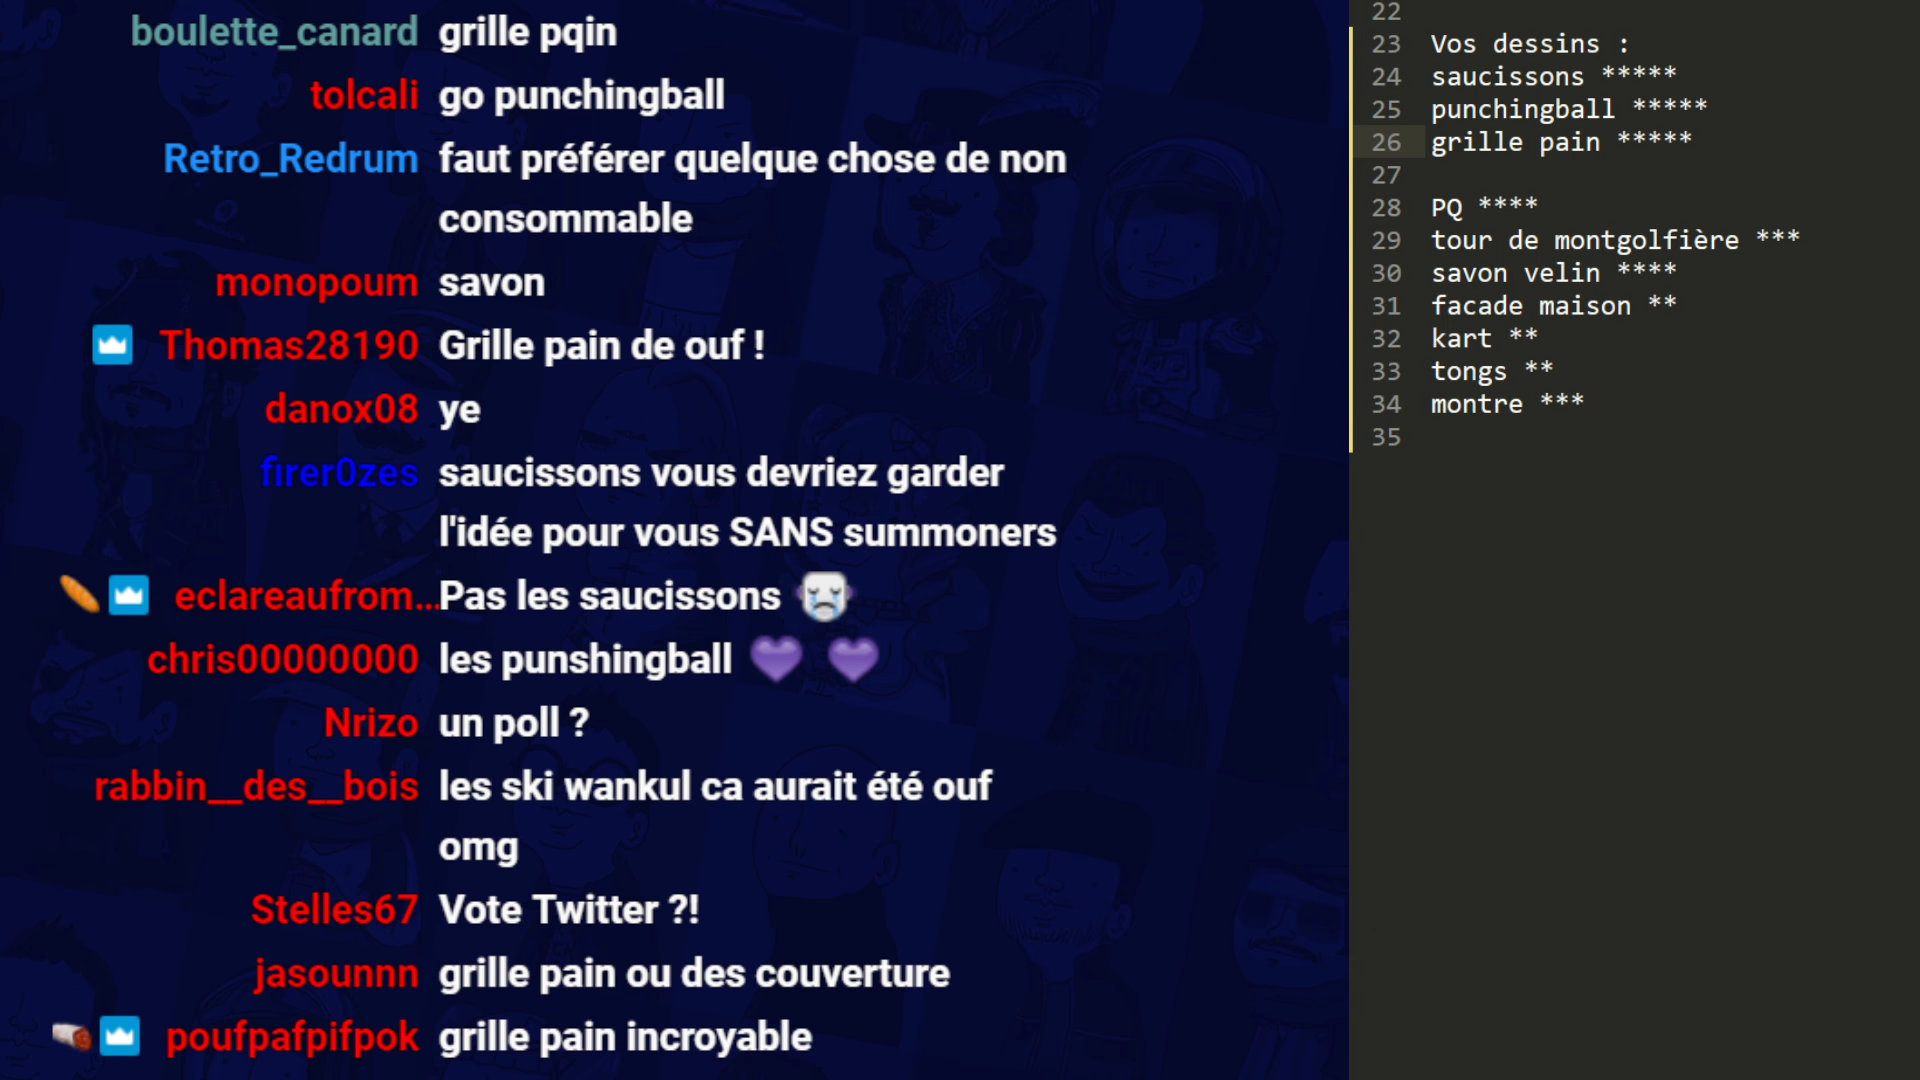 boulette_canard grille pqin
tolcali go punchingball
Retro_Redrum faut préférer quelque chose de non
consommable
monopoum savon
Thomas28190 Grille pain de ouf !
danox08 ye
firer0zes saucissons vous devriez garder
l'idée pour vous SANS summoners
eclareaufrom... Pas les saucissons
chris00000000 les punshingball
Nrizo un poll ?
rabbin__des__bois les ski wankul ca aurait été ouf
omg
Stelles67 Vote Twitter ?!
jasounnn grille pain ou des couverture
poufpafpifpok grille pain incroyable
22
23 Vos dessins :
24 saucissons *****
25 punchingball *****
26 grille pain *****
27
28 PQ ****
29 tour de montgolfière ***
30 savon velin ****
31 facade maison **
32 kart **
33 tongs **
34 montre ***
35